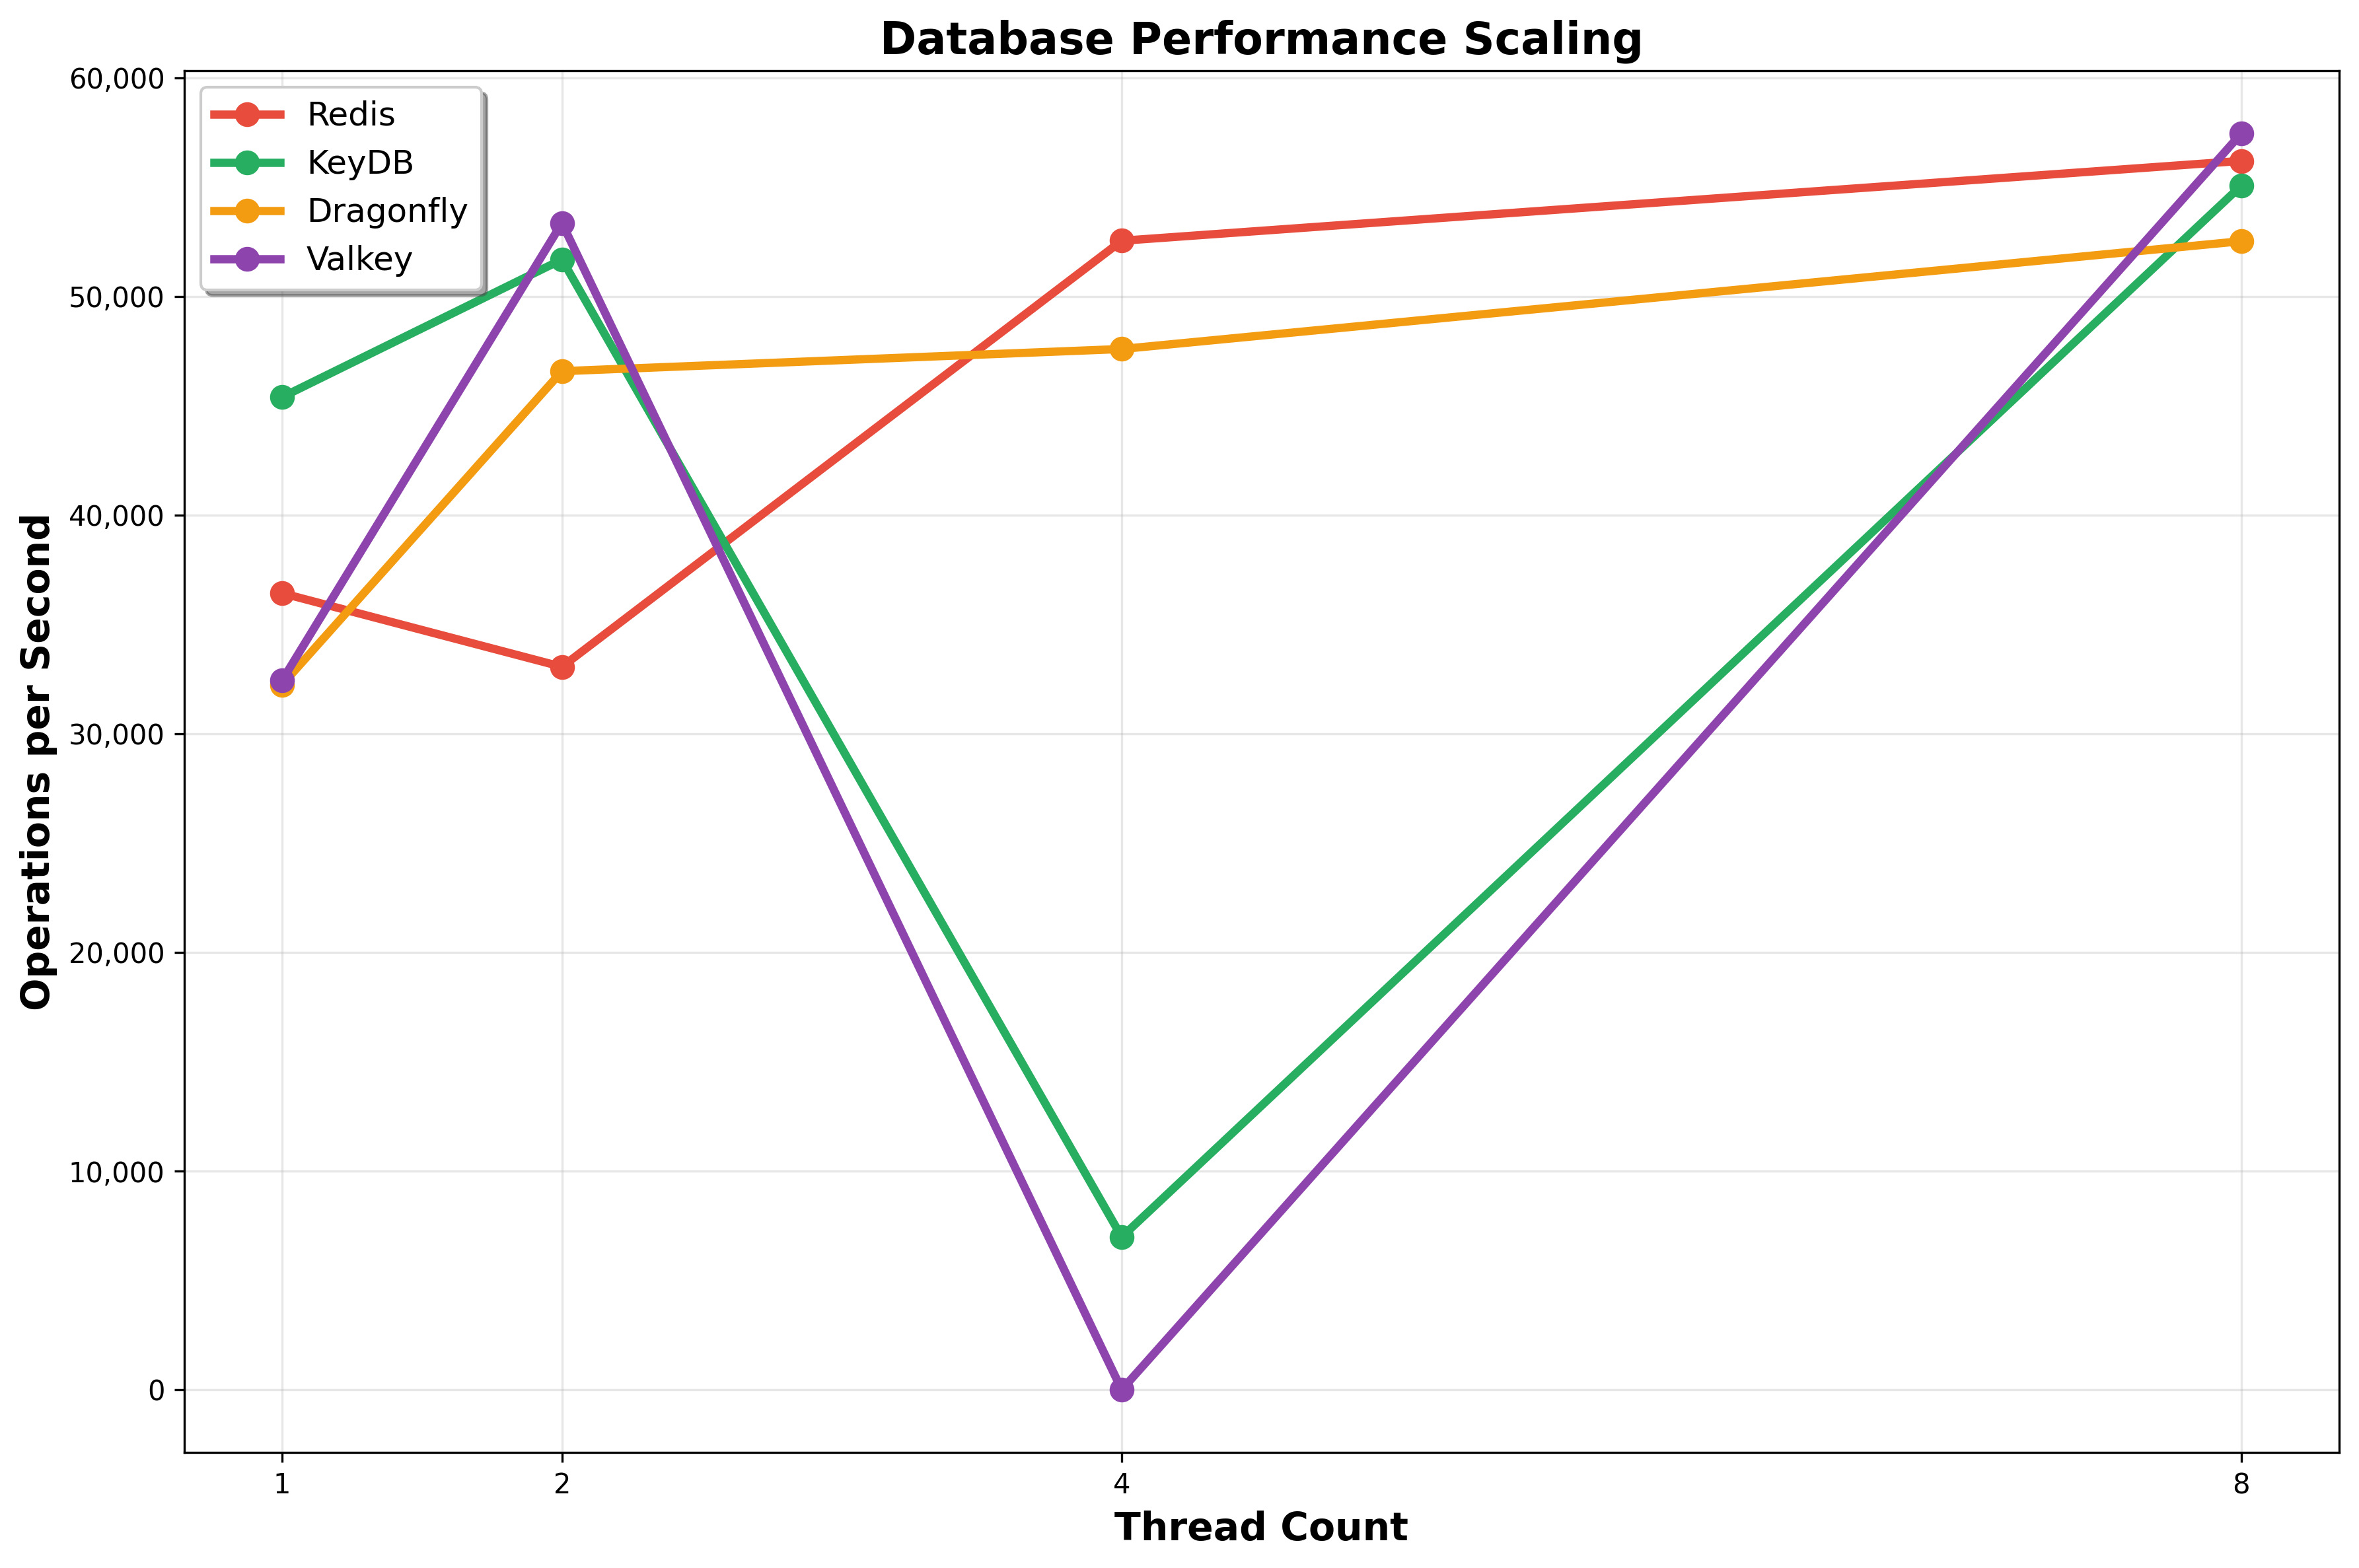 Database Performance Scaling
60,000
50,000
40,000
30,000
20,000
10,000
0
Operations per Second
Redis
KeyDB
Dragonfly
Valkey
1 2 4 8
Thread Count